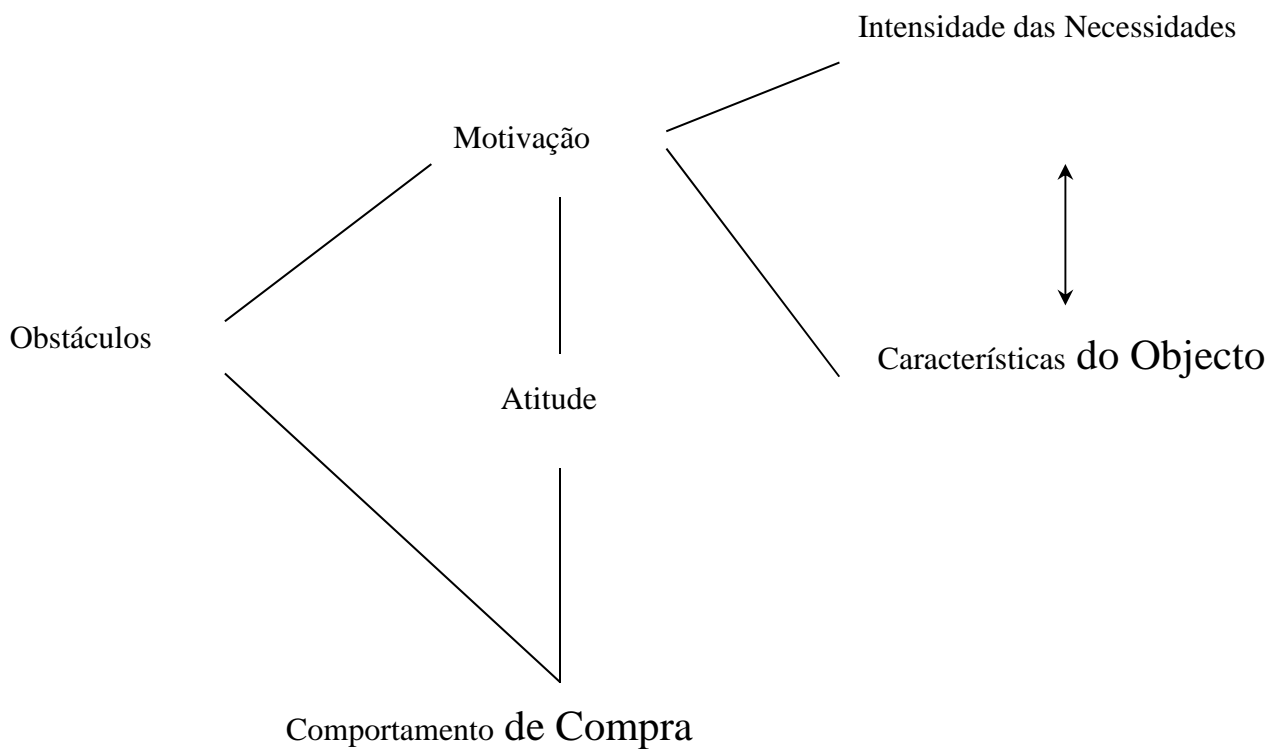 Intensidade das Necessidades
Motivação
Obstáculos
Características do Objecto
Atitude
Comportamento de Compra